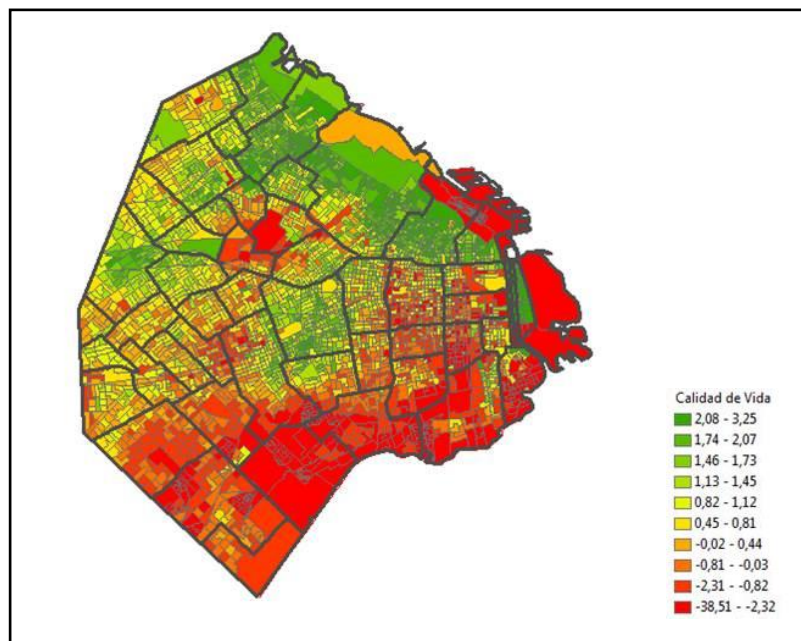 Calidad de Vida
2,08 - 3,25
1,74 - 2,07
1,46 - 1,73
1,13 - 1,45
0,82 - 1,12
0,45 - 0,81
-0,02 - 0,44
-0,81 - -0,03
-2,31 - -0,82
-38,51 - -2,32